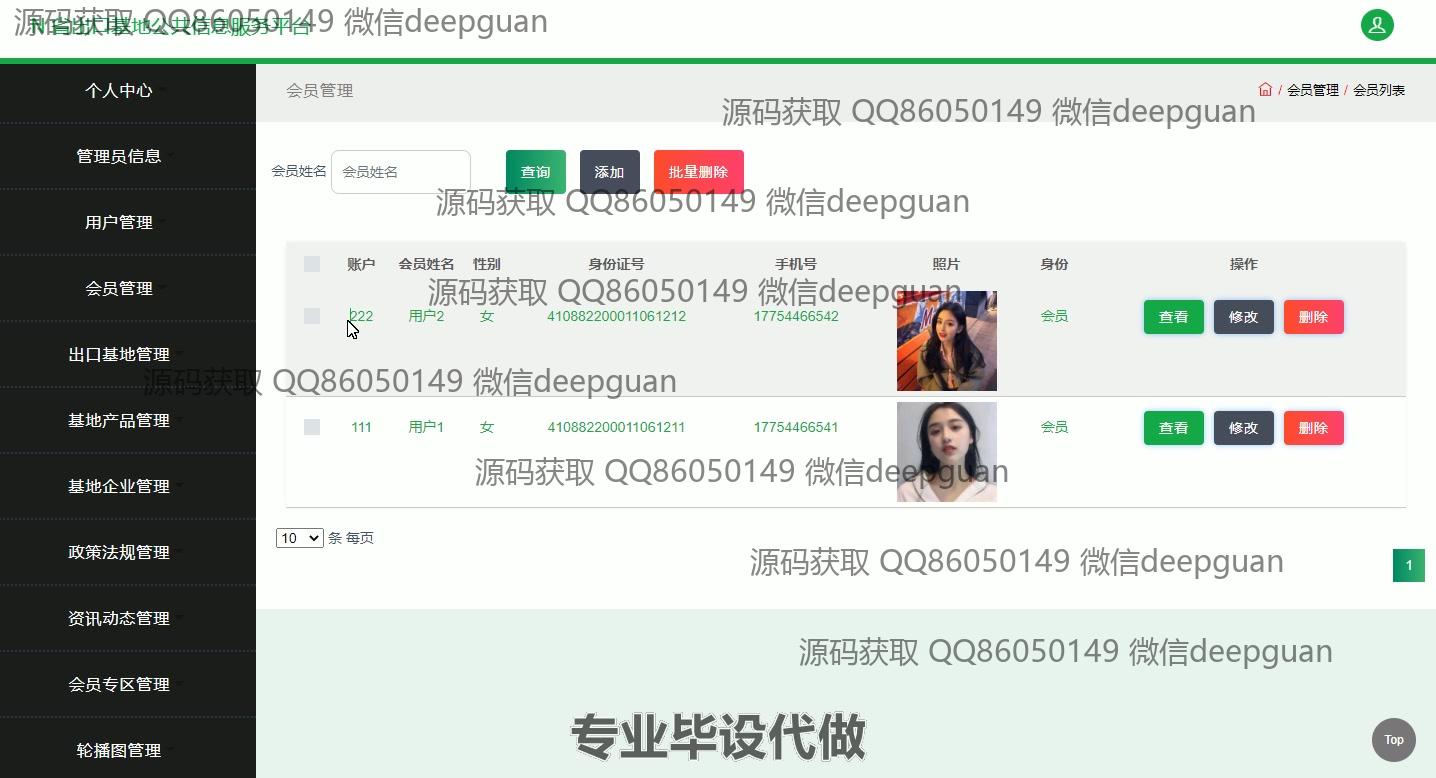 源码获取 QQ86050149 微信deepguan
N省出口基地公共信息服务平台
个人中心
管理员信息
用户管理
会员管理
出口基地管理
基地产品管理
基地企业管理
政策法规管理
资讯动态管理
会员专区管理
轮播图管理
会员管理
/ 会员管理 / 会员列表
源码获取 QQ86050149 微信deepguan
会员姓名 会员姓名 查询 添加 批量删除
源码获取 QQ86050149 微信deepguan
账户 会员姓名 性别 身份证号 手机号 照片 身份 操作
源码获取 QQ86050149 微信deepguan
222 用户2 女 410882200011061212 17754466542 会员 查看 修改 删除
源码获取 QQ86050149 微信deepguan
111 用户1 女 410882200011061211 17754466541 会员 查看 修改 删除
源码获取 QQ86050149 微信deepguan
10 条 每页
源码获取 QQ86050149 微信deepguan
1
源码获取 QQ86050149 微信deepguan
专业毕设代做
Top